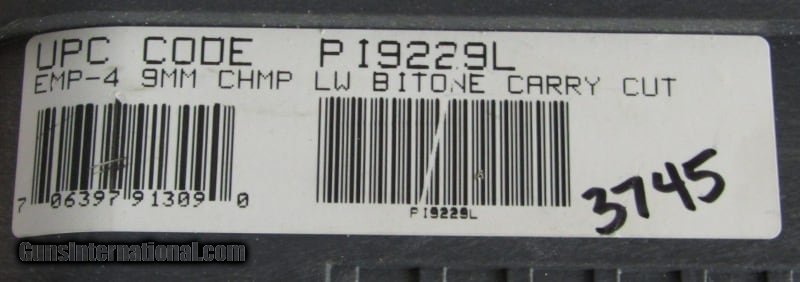 UPC CODE PI9229L
EMP-4 9MM CHMP LW BITONE CARRY CUT
7 06397 91309 0
PI9229L
3745
GunsInternational.com